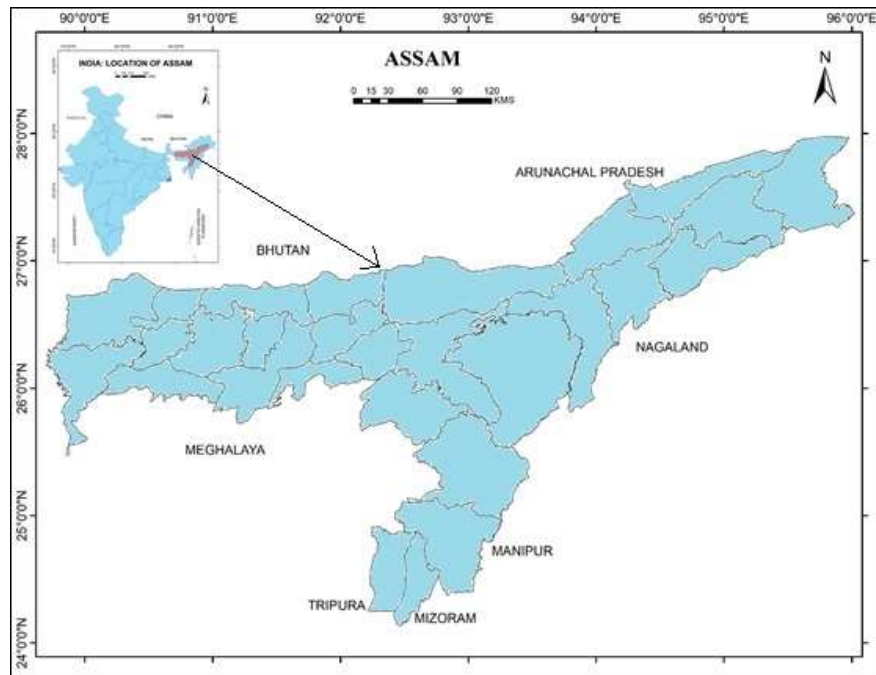 90°0'0"E 91°0'0"E 92°0'0"E 93°0'0"E 94°0'0"E 95°0'0"E 96°0'0"E
INDIA: LOCATION OF ASSAM
N
CHINA
ASSAM
0 15 30 60 90 120
KMS
N
28°0'0"N
27°0'0"N
26°0'0"N
25°0'0"N
24°0'0"N
ARUNACHAL PRADESH
BHUTAN
NAGALAND
MEGHALAYA
MANIPUR
TRIPURA
MIZORAM